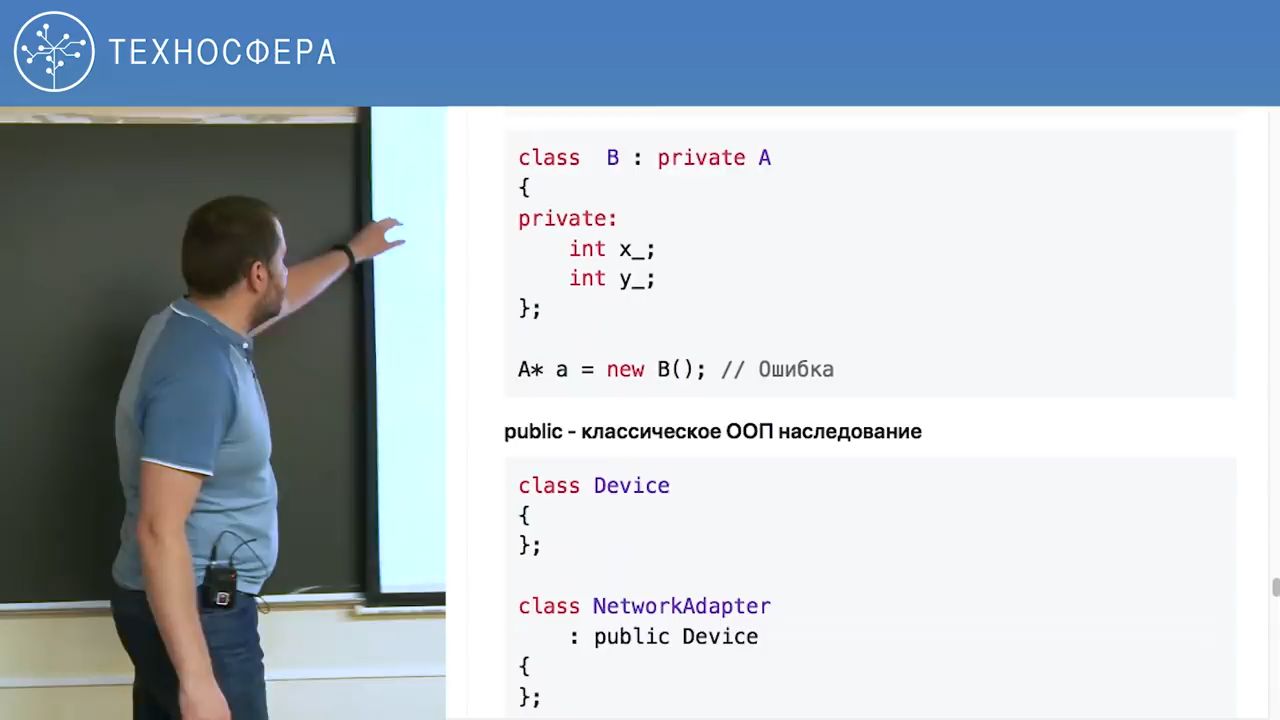 ТЕХНОСФЕРА
class  B : private A
{
private:
    int x_;
    int y_;
};
A* a = new B(); // Ошибка
public - классическое ООП наследование
class Device
{
};
class NetworkAdapter
    : public Device
{
};